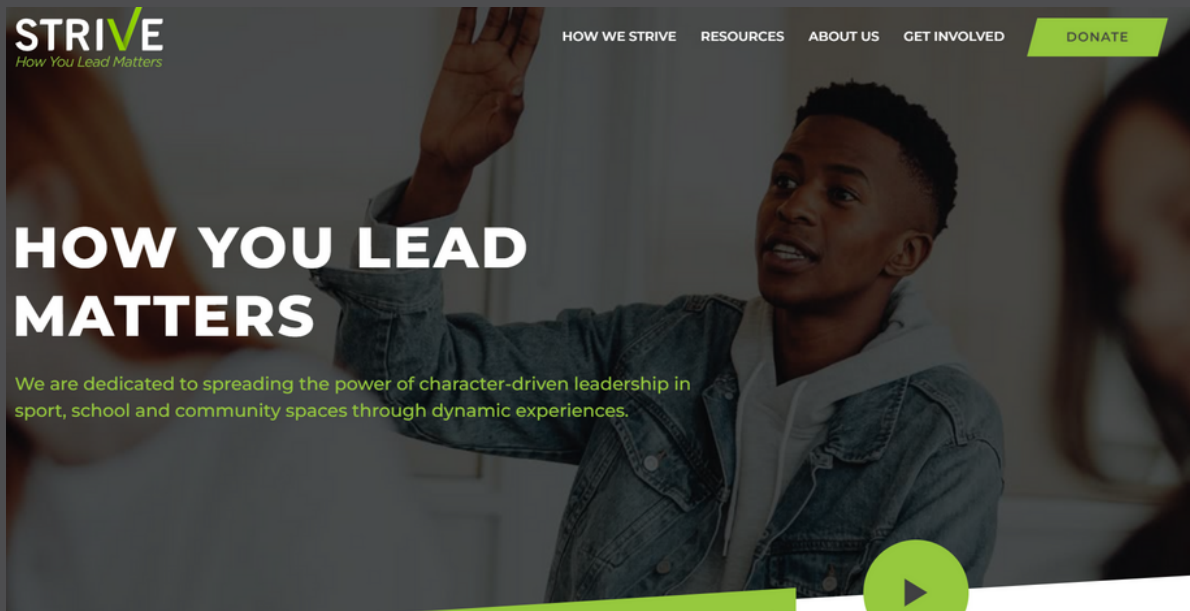 STRIVE
How You Lead Matters
HOW WE STRIVE
RESOURCES
ABOUT US
GET INVOLVED
DONATE
HOW YOU LEAD
MATTERS
We are dedicated to spreading the power of character-driven leadership in
sport, school and community spaces through dynamic experiences.